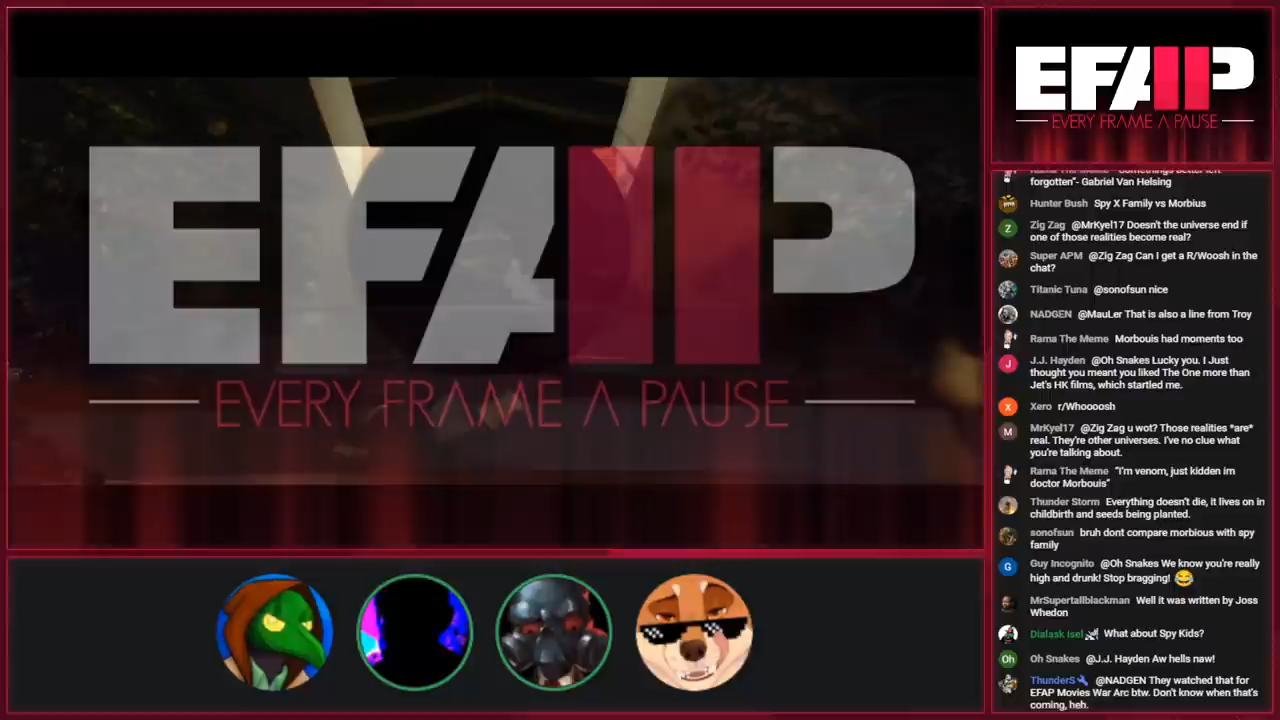 EFAP
EVERY FRAME A PAUSE
EFAP
EVERY FRAME A PAUSE
forgotten"- Gabriel Van Helsing
Hunter Bush Spy X Family vs Morbius
Z
Zig Zag @MrKyel17 Doesn't the universe end if
one of those realities become real?
Super APM @Zig Zag Can I get a R/Woosh in the
chat?
Titanic Tuna @sonofsun nice
NADGEN @MauLer That is also a line from Troy
Rama The Meme Morbouis had moments too
J
J.J. Hayden @Oh Snakes Lucky you. I Just
thought you meant you liked The One more than
Jet's HK films, which startled me.
X
Xero r/Whoooosh
M
MrKyel17 @Zig Zag u wot? Those realities *are*
real. They're other universes. I've no clue what
you're talking about.
Rama The Meme "I'm venom, just kidden im
doctor Morbouis"
Thunder Storm Everything doesn't die, it lives on in
childbirth and seeds being planted.
sonofsun bruh dont compare morbious with spy
family
G
Guy Incognito @Oh Snakes We know you're really
high and drunk! Stop bragging! 😂
MrSupertallblackman Well it was written by Joss
Whedon
Dialask Isel What about Spy Kids?
Oh
Oh Snakes @J.J. Hayden Aw hells naw!
ThunderS @NADGEN They watched that for
EFAP Movies War Arc btw. Don't know when that's
coming, heh.